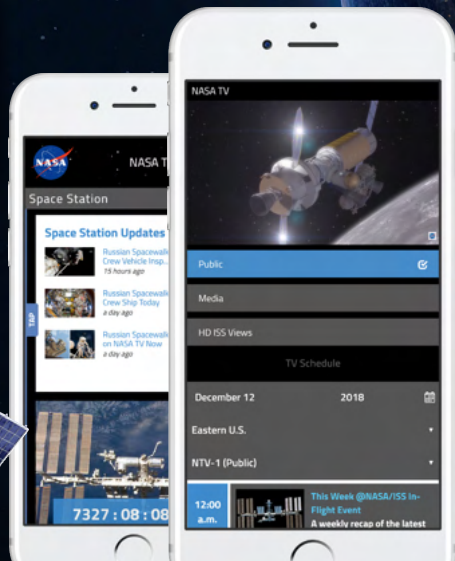 NASA
NASA T
Space Station
Space Station Updates
Russian Spacewalk
Crew Vehicle Insp...
15 hours ago
Russian Spacewalk
Crew Ship Today
a day ago
Russian Spacewalk
on NASA TV Now
a day ago
TAP
7327 : 08 : 08
NASA TV
Public
Media
HD ISS Views
TV Schedule
December 12 2018
Eastern U.S.
NTV-1 (Public)
12:00
a.m.
This Week @NASA/ISS In-
Flight Event
A weekly recap of the latest